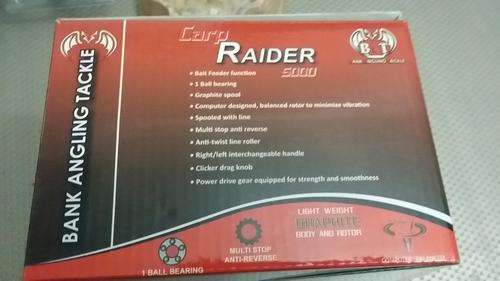 Carp
RAIDER
5000
BANK ANGLING TACKLE
B T
• Bait Feeder function
• 1 Ball bearing
• Graphite spool
• Computer designed, balanced rotor to minimise vibration
• Spooled with line
• Multi stop anti reverse
• Anti-twist line roller
• Right/left interchangeable handle
• Clicker drag knob
• Power drive gear equipped for strength and smoothness
1 BALL BEARING
MULTI STOP
ANTI-REVERSE
LIGHT WEIGHT
GRAPHITE
BODY AND ROTOR